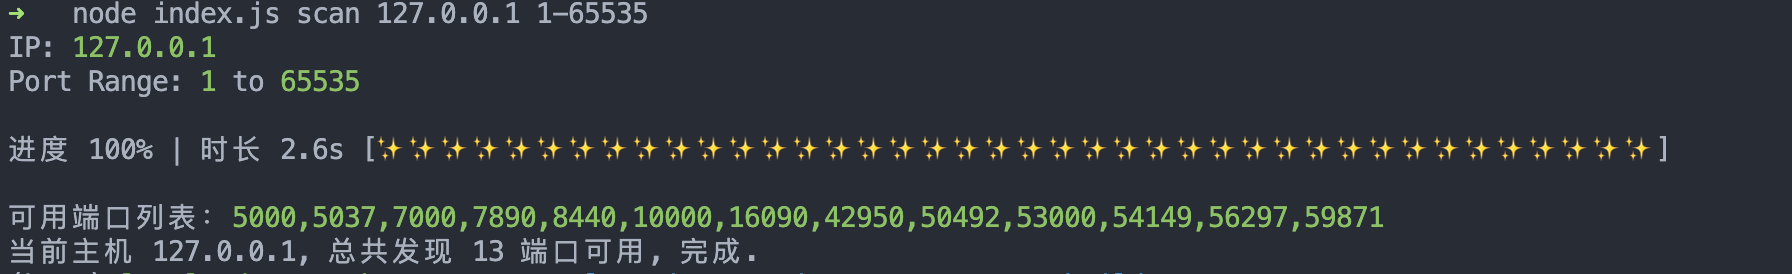 ➜ node index.js scan 127.0.0.1 1-65535
IP: 127.0.0.1
Port Range: 1 to 65535
进度 100% | 时长 2.6s [✨✨✨✨✨✨✨✨✨✨✨✨✨✨✨✨✨✨✨✨✨✨✨✨✨✨✨✨✨✨✨✨✨✨✨✨✨✨✨✨]
可用端口列表: 5000,5037,7000,7890,8440,10000,16090,42950,50492,53000,54149,56297,59871
当前主机 127.0.0.1, 总共发现 13 端口可用, 完成.